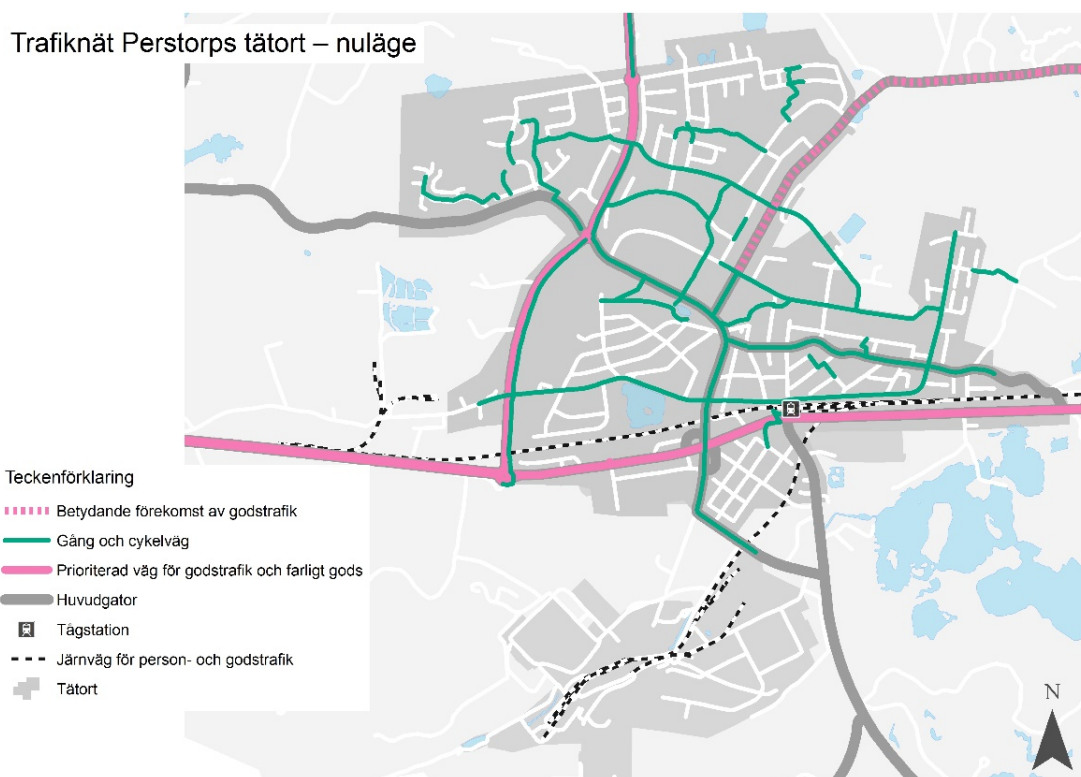 Trafiknät Perstorps tätort – nuläge
Teckenförklaring
Betydande förekomst av godstrafik
Gång och cykelväg
Prioriterad väg för godstrafik och farligt gods
Huvudgator
Tågstation
Järnväg för person- och godstrafik
Tätort
N